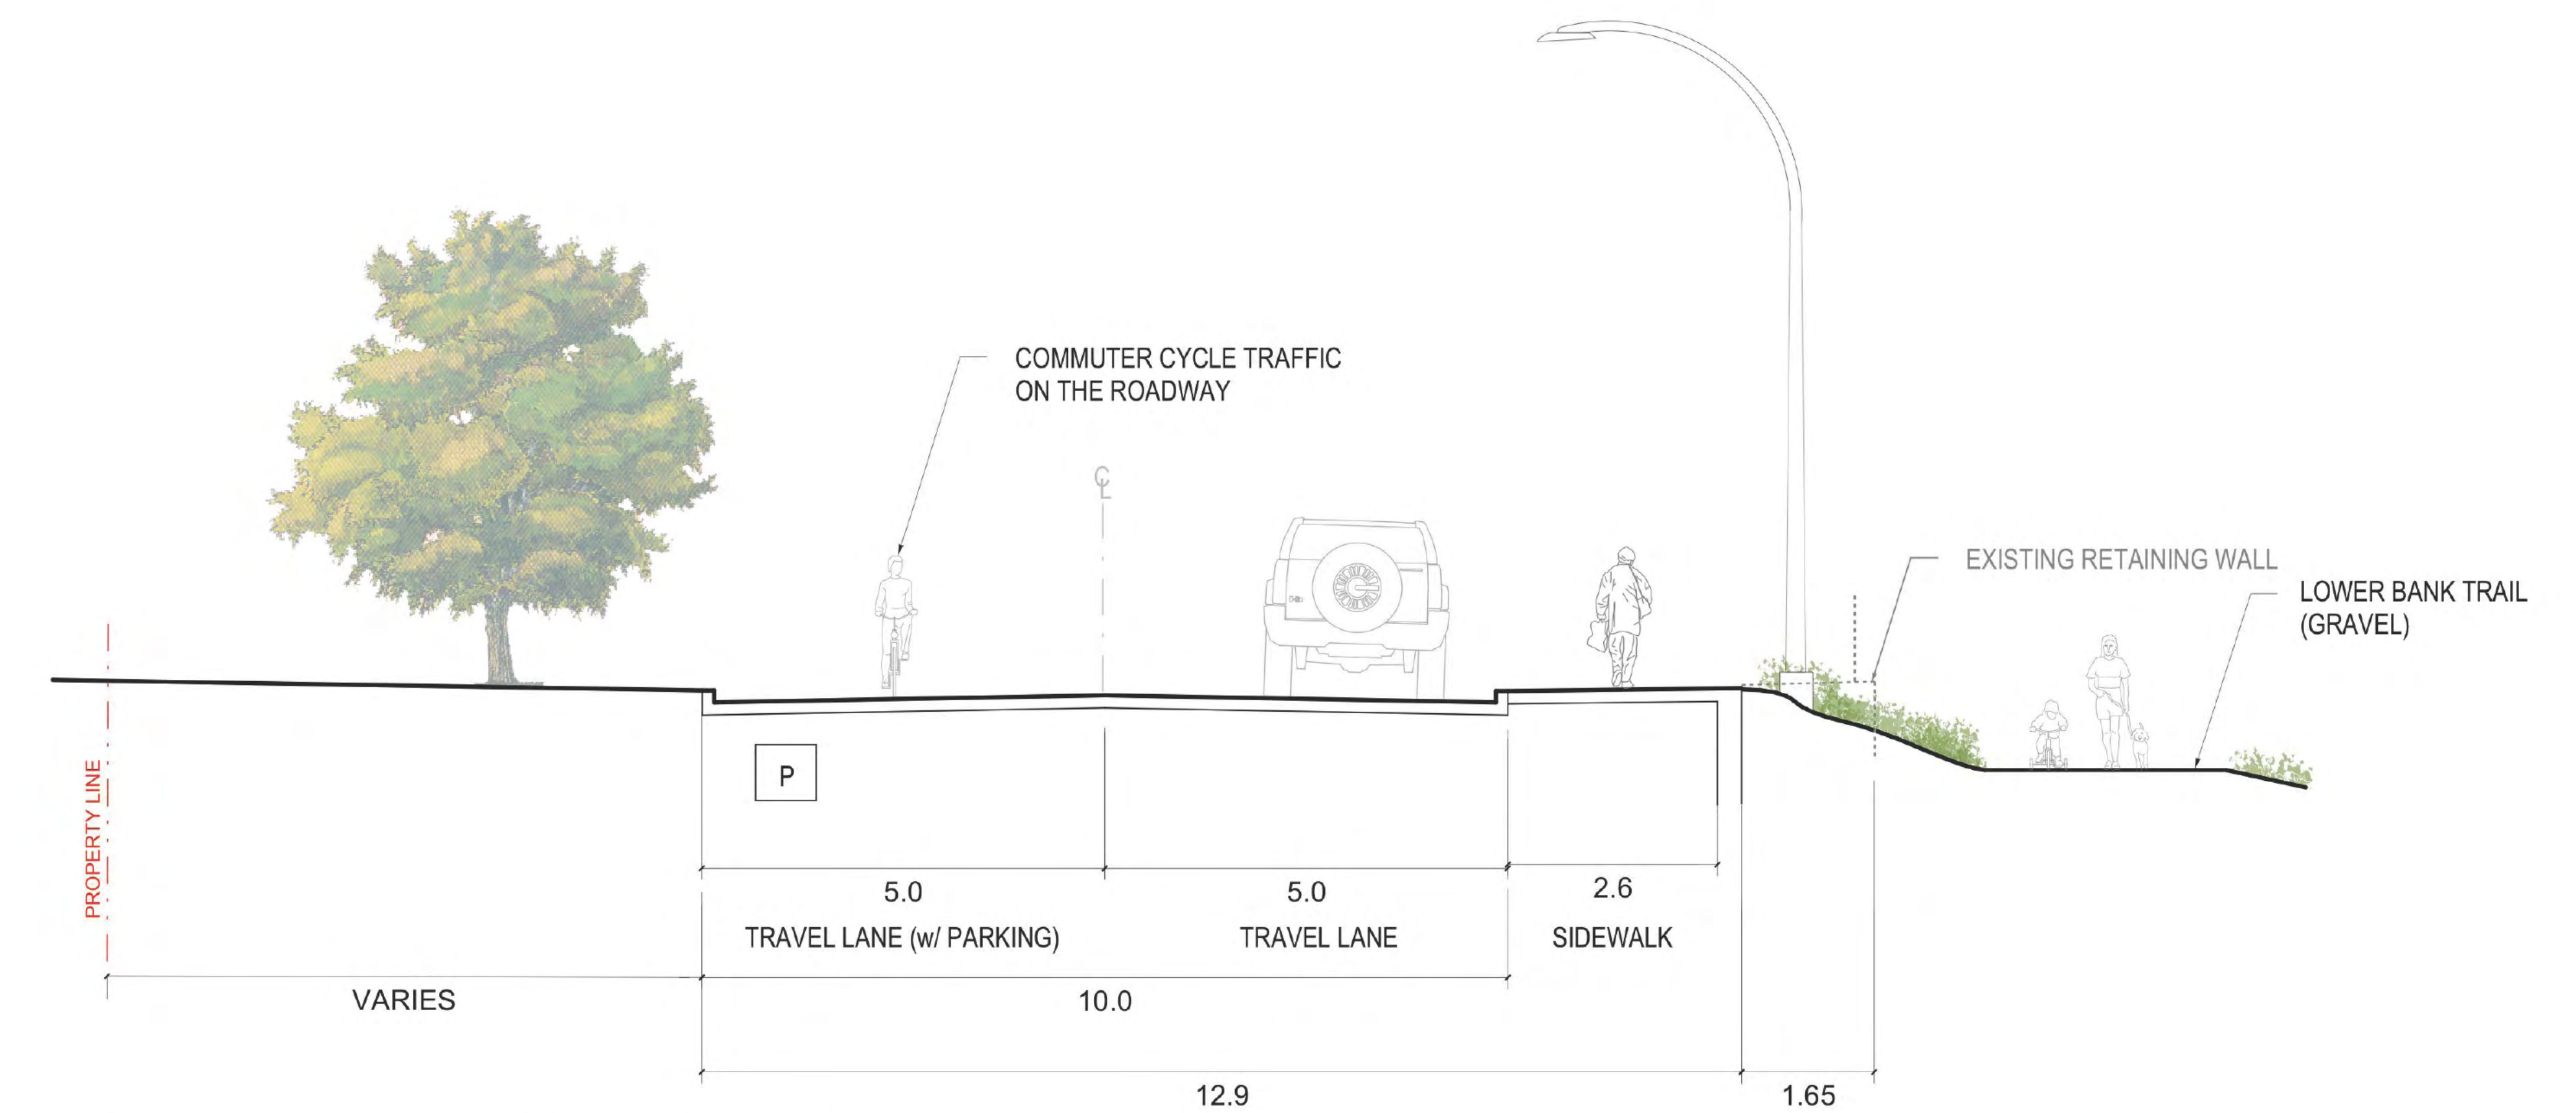 COMMUTER CYCLE TRAFFIC
ON THE ROADWAY
℄
EXISTING RETAINING WALL
LOWER BANK TRAIL
(GRAVEL)
PROPERTY LINE
P
5.0
5.0
2.6
TRAVEL LANE (w/ PARKING)
TRAVEL LANE
SIDEWALK
VARIES
10.0
12.9
1.65